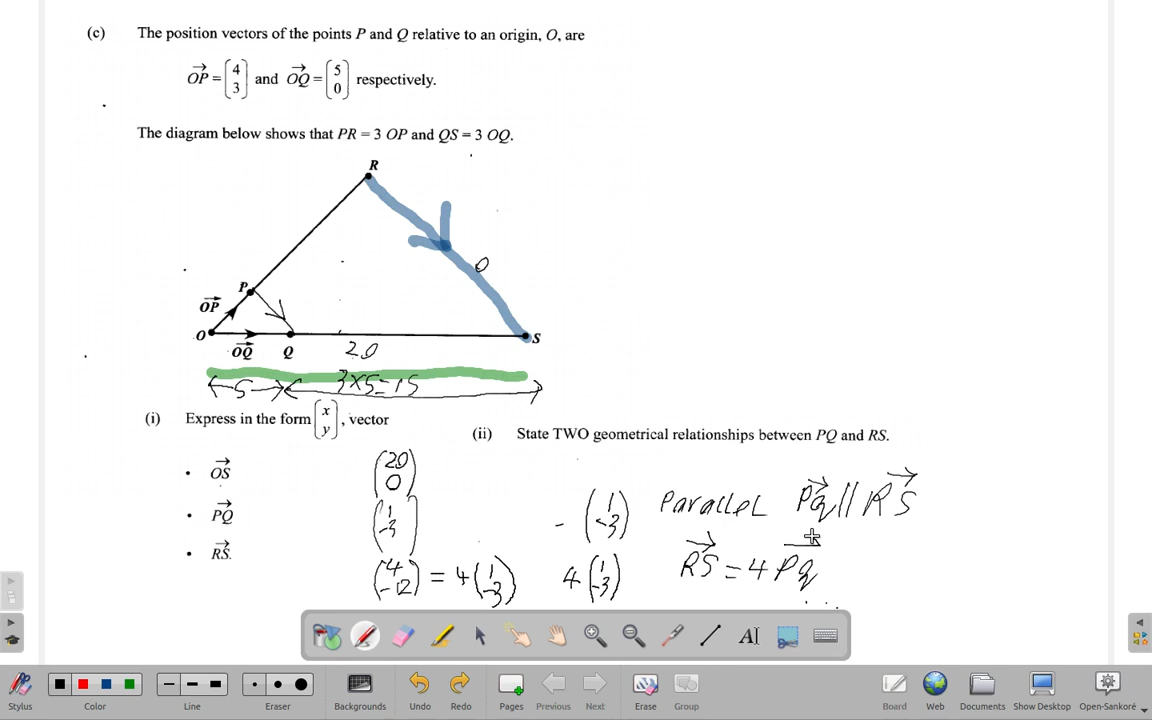 (c) The position vectors of the points P and Q relative to an origin, O, are
OP = (4 3) and OQ = (5 0) respectively.
The diagram below shows that PR = 3 OP and QS = 3 OQ.
R
P
OP
O
S
OQ Q 20
5 3×5=15
(i) Express in the form (x y), vector
(ii) State TWO geometrical relationships between PQ and RS.
• OS (20 0)
• PQ (1 -3)
- (1 -3) Parallel PQ // RS
• RS. (4 -12) = 4(1 -3) 4(1 -3) RS = 4 PQ
AI
Stylus
Color
Line
Eraser
Backgrounds
Undo
Redo
Pages
Previous
Next
Erase
Group
Board
Web
Documents
Show Desktop
Open-Sankoré